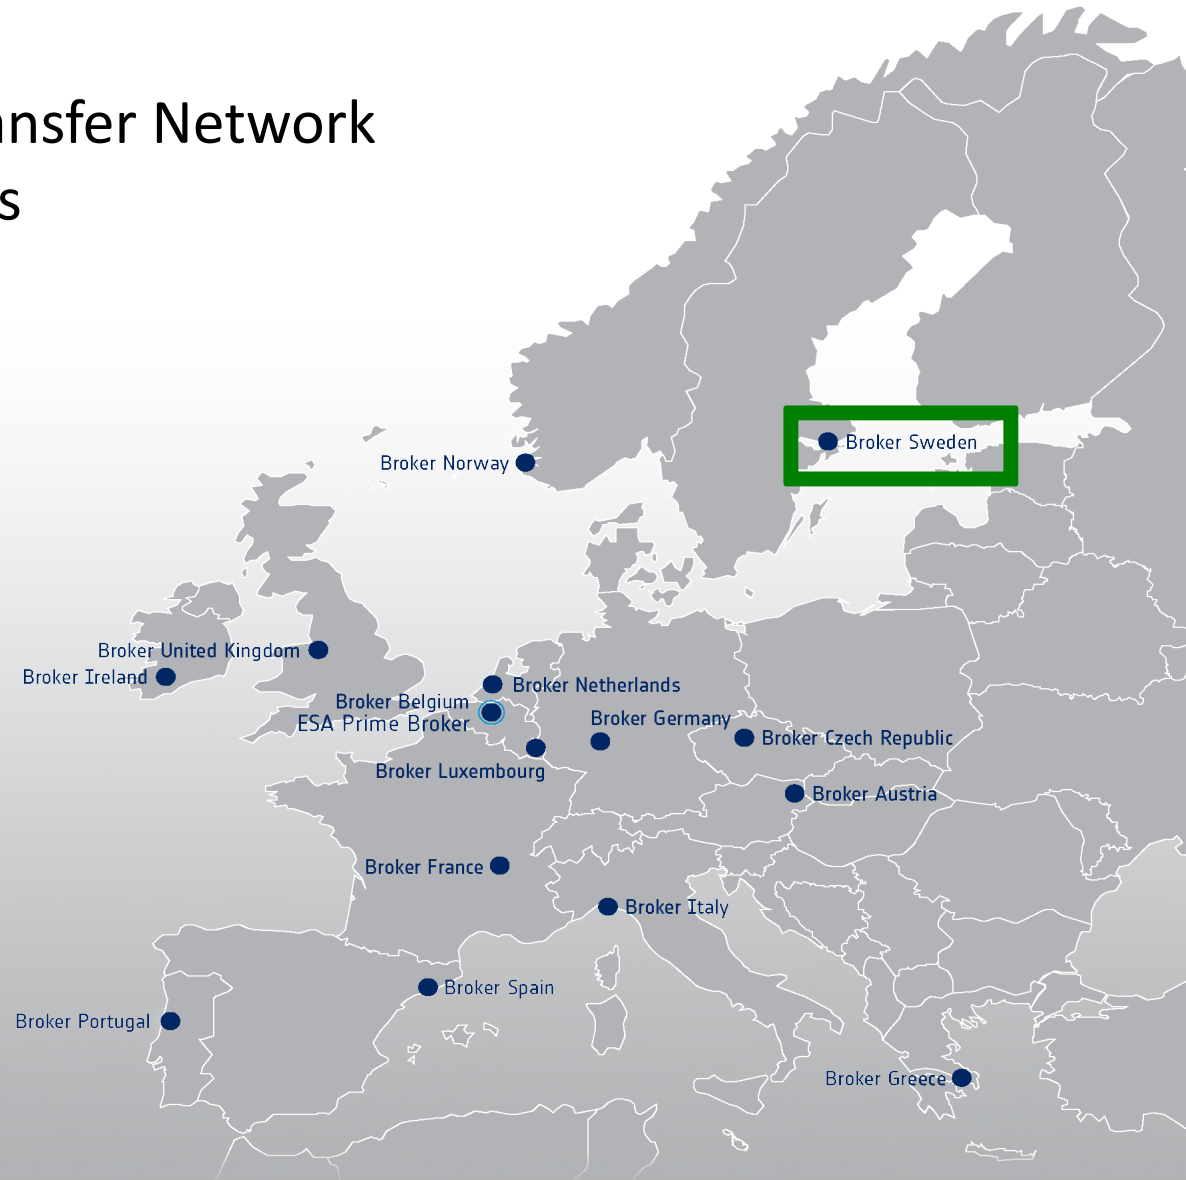 nsfer Network
s
Broker Sweden
Broker Norway
Broker United Kingdom
Broker Ireland
Broker Netherlands
Broker Belgium
ESA Prime Broker
Broker Germany
Broker Czech Republic
Broker Luxembourg
Broker Austria
Broker France
Broker Italy
Broker Spain
Broker Portugal
Broker Greece